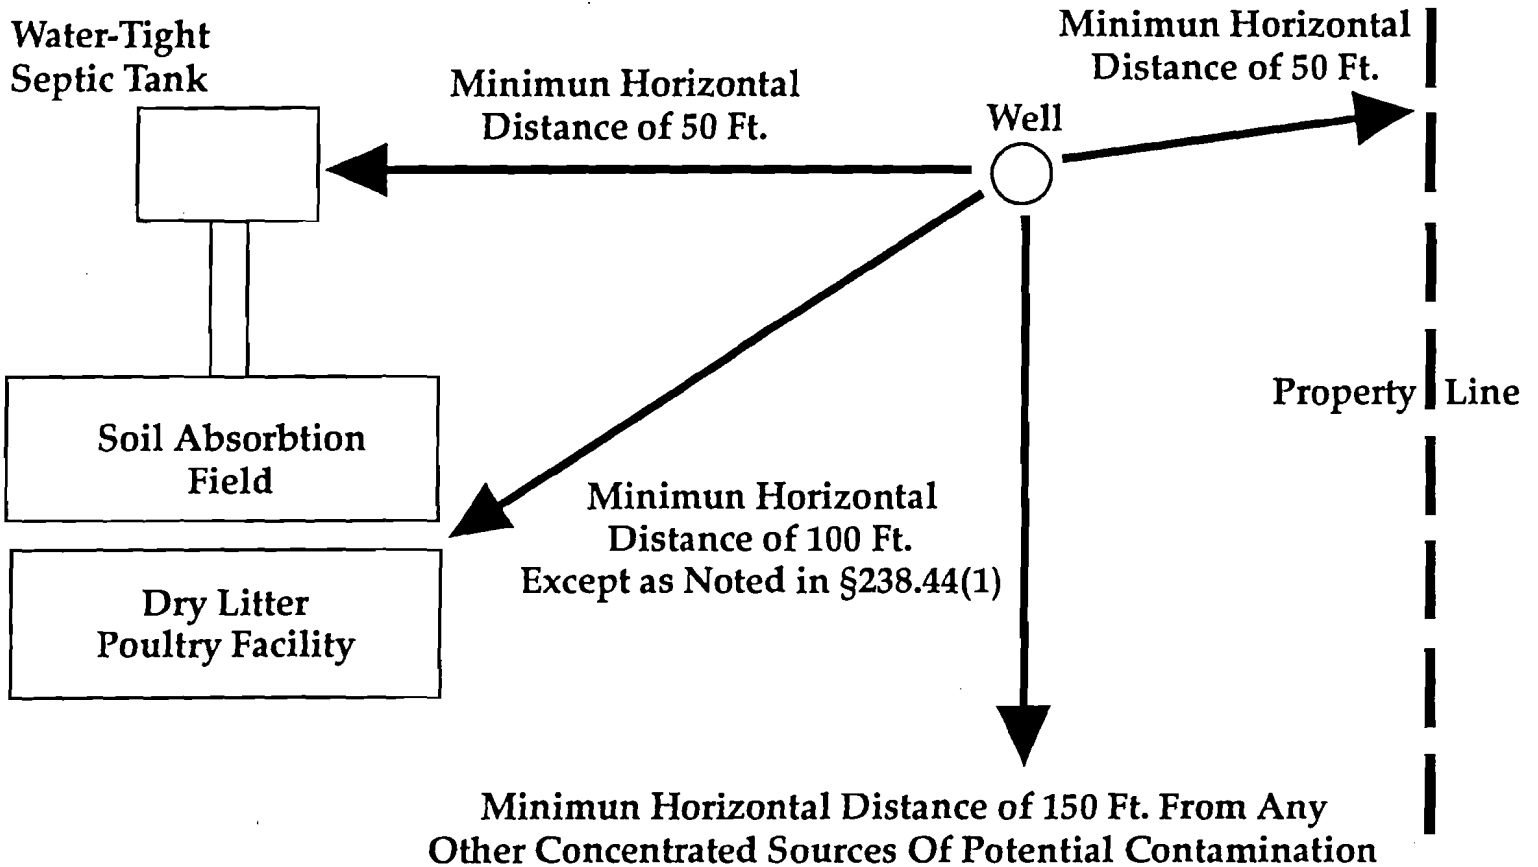 Water-Tight
Septic Tank
Minimun Horizontal
Distance of 50 Ft.
Well
Minimun Horizontal
Distance of 50 Ft.
Property Line
Soil Absorbtion
Field
Minimun Horizontal
Distance of 100 Ft.
Except as Noted in §238.44(1)
Dry Litter
Poultry Facility
Minimun Horizontal Distance of 150 Ft. From Any
Other Concentrated Sources Of Potential Contamination